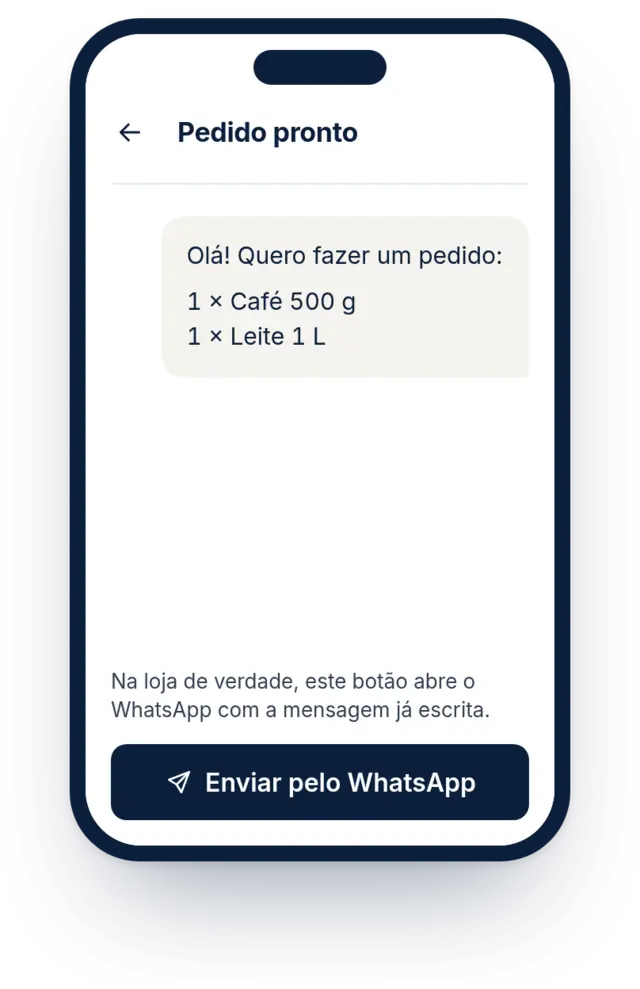 Pedido pronto
Olá! Quero fazer um pedido:
1 × Café 500 g
1 × Leite 1 L
Na loja de verdade, este botão abre o
WhatsApp com a mensagem já escrita.
Enviar pelo WhatsApp